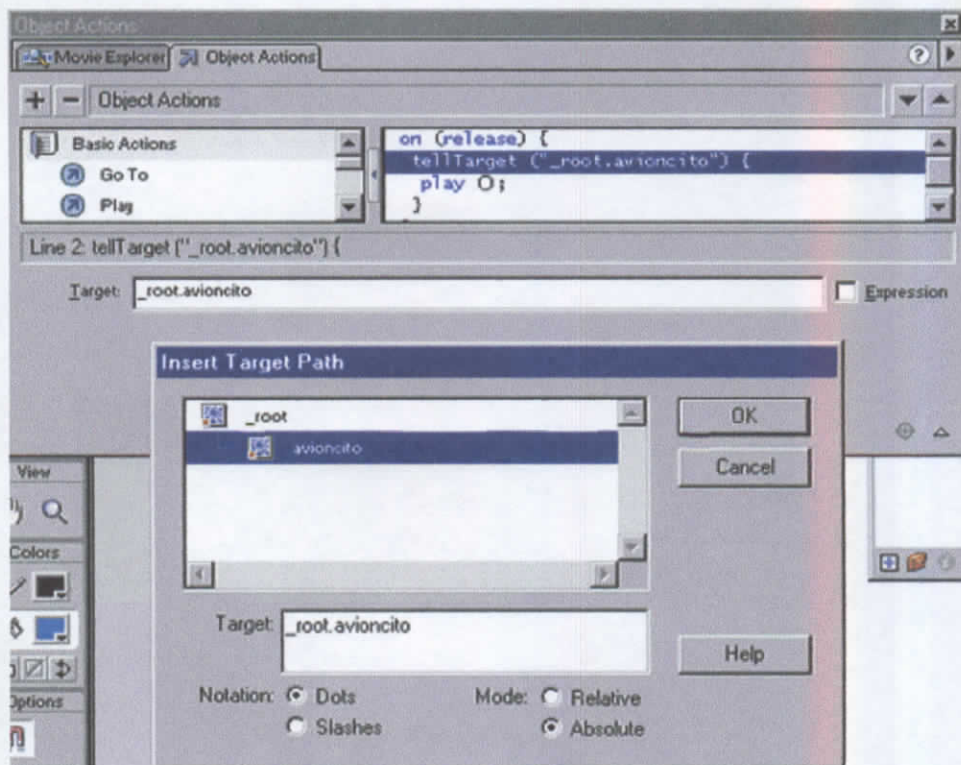 Object Actions
Movie Explorer Object Actions ?
+ - Object Actions
Basic Actions
Go To
Play
on (release) {
tellTarget ("_root.avioncito") {
play ();
}
Line 2: tellTarget ("_root.avioncito") {
Target: _root.avioncito Expression
Insert Target Path
_root
avioncito
OK
Cancel
Target: _root.avioncito
Help
Notation: Dots
Slashes
Mode: Relative
Absolute
View
Colors
Options